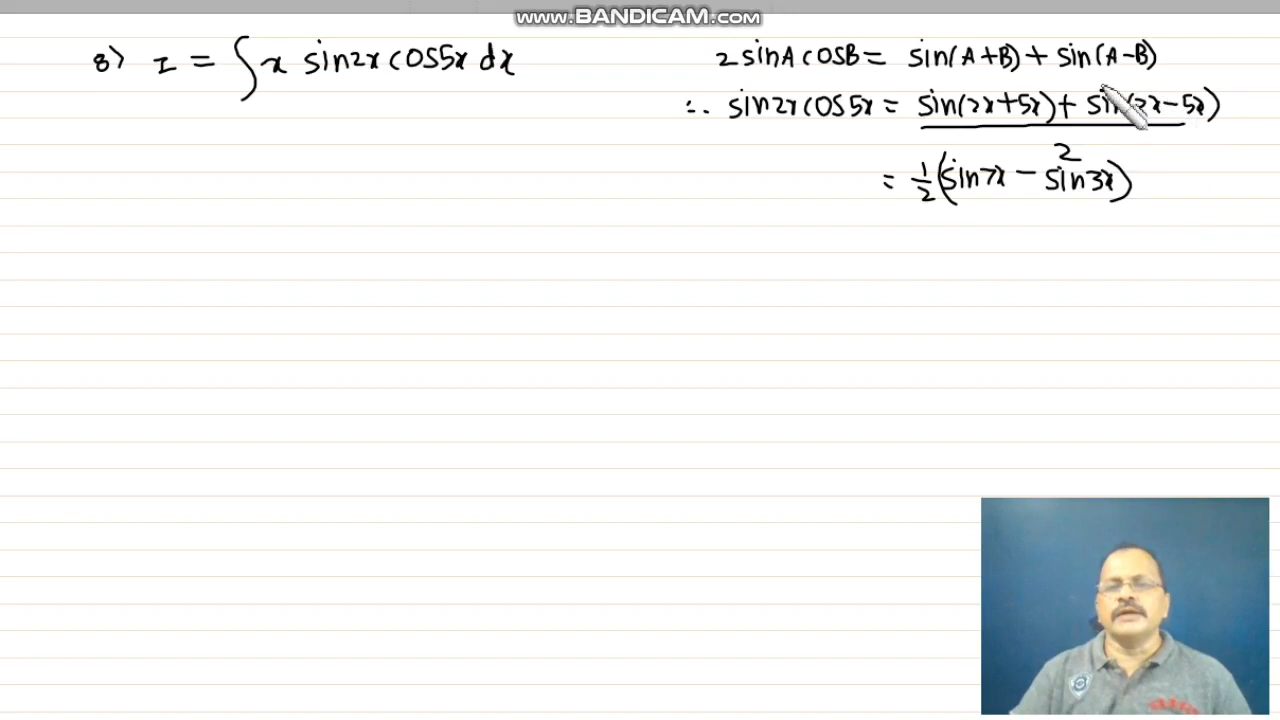 www.BANDICAM.com
8) I = ∫ x sin2x cos5x dx
2 sinA cosB = sin(A+B) + sin(A-B)
∴ sin2x cos5x = sin(2x+5x) + sin(2x-5x)
2
= 1/2 (sin7x - sin3x)